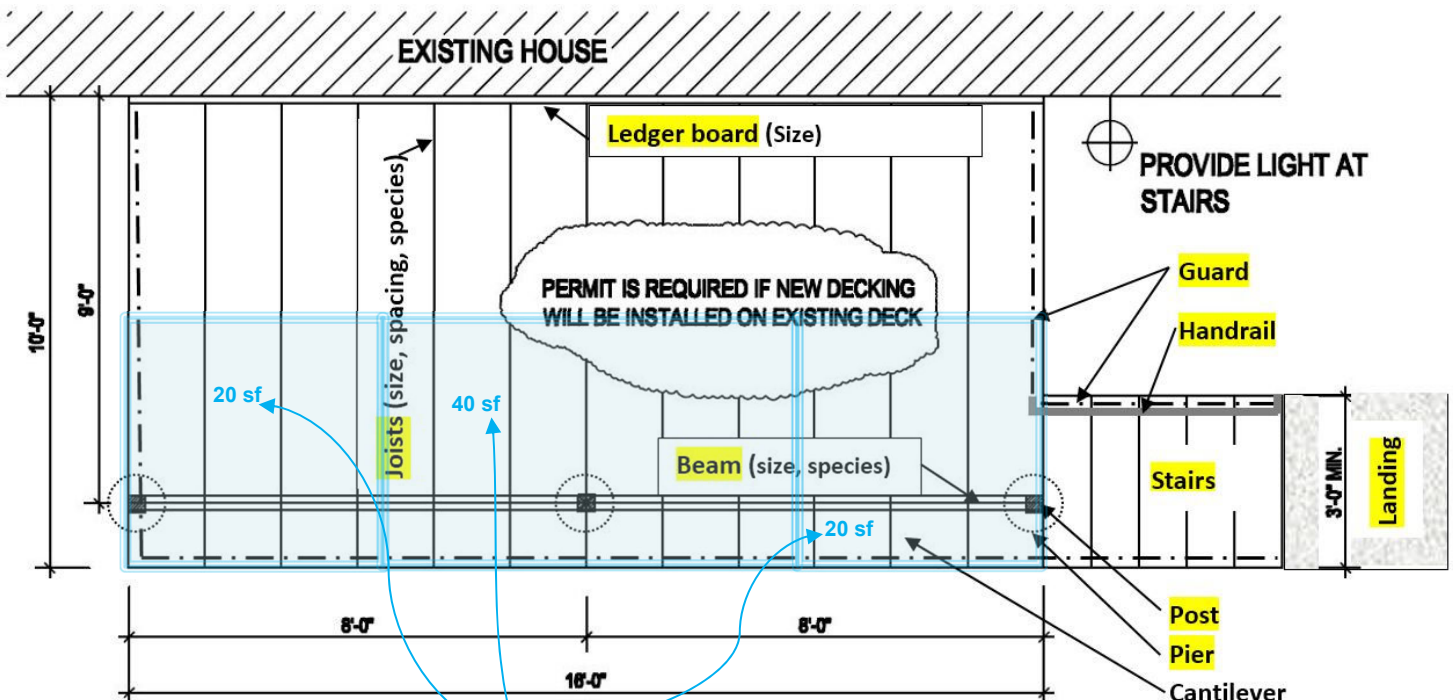 EXISTING HOUSE
Ledger board (Size)
PROVIDE LIGHT AT
STAIRS
Joists (size, spacing, species)
PERMIT IS REQUIRED IF NEW DECKING
WILL BE INSTALLED ON EXISTING DECK
Guard
Handrail
10'-0"
9'-0"
20 sf
40 sf
Beam (size, species)
20 sf
Stairs
3'-0" MIN.
Landing
8'-0"
8'-0"
16'-0"
Post
Pier
Cantilever